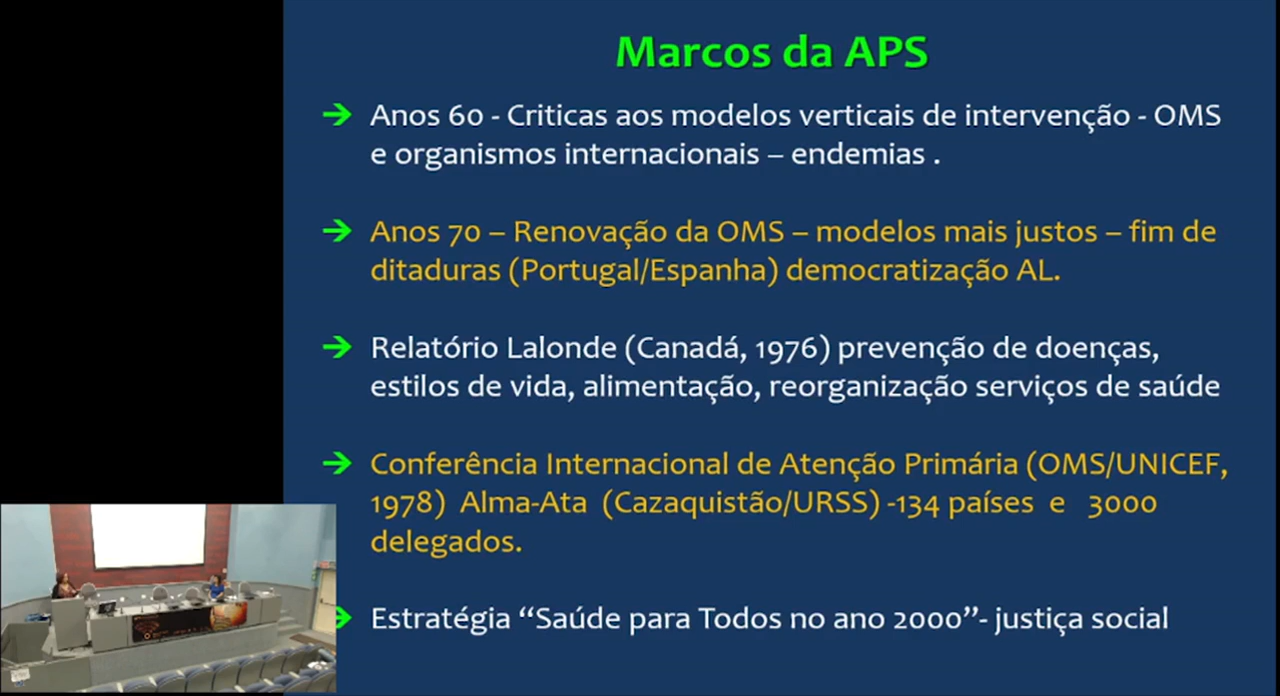 Marcos da APS
Anos 60 - Criticas aos modelos verticais de intervenção - OMS
e organismos internacionais – endemias .
Anos 70 – Renovação da OMS – modelos mais justos – fim de
ditaduras (Portugal/Espanha) democratização AL.
Relatório Lalonde (Canadá, 1976) prevenção de doenças,
estilos de vida, alimentação, reorganização serviços de saúde
Conferência Internacional de Atenção Primária (OMS/UNICEF,
1978) Alma-Ata (Cazaquistão/URSS) -134 países e 3000
delegados.
Estratégia “Saúde para Todos no ano 2000”- justiça social